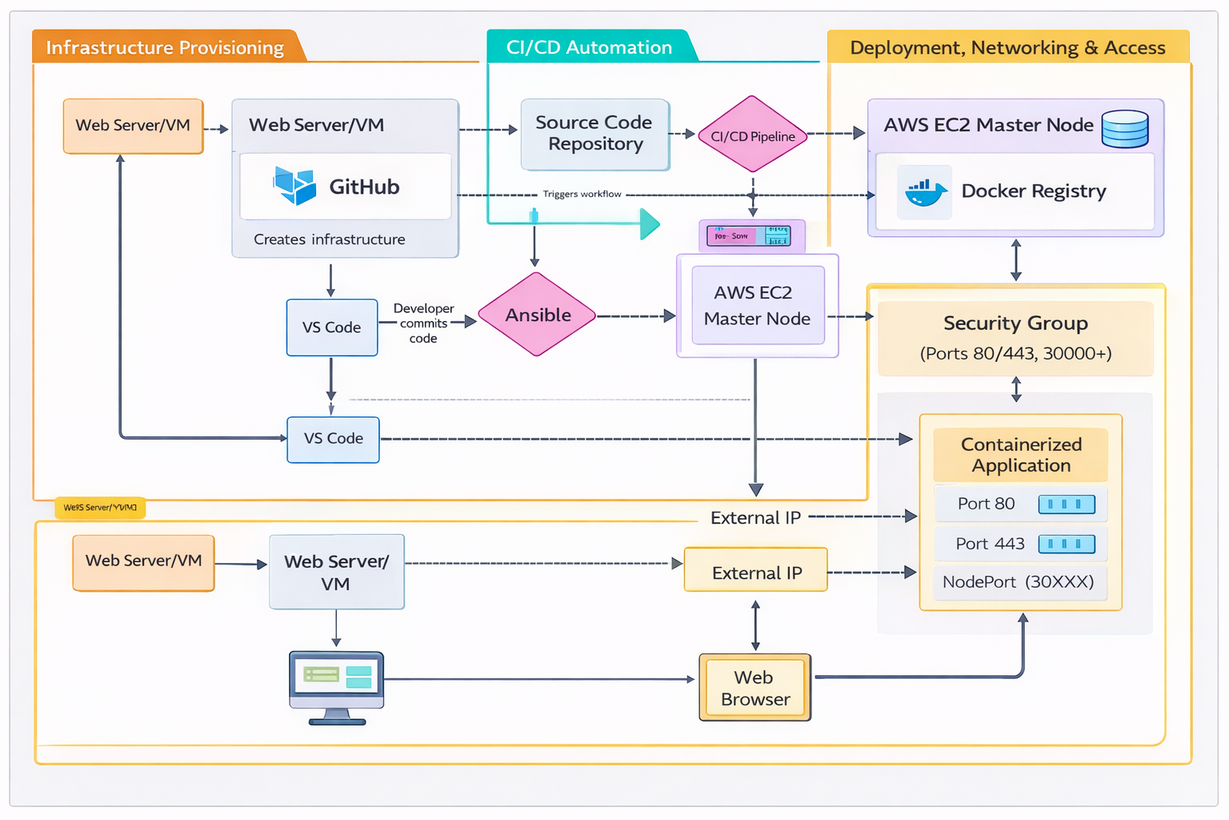 Infrastructure Provisioning
CI/CD Automation
Deployment, Networking & Access
Web Server/VM
Web Server/VM
GitHub
Creates infrastructure
Source Code
Repository
CI/CD Pipeline
AWS EC2 Master Node
Docker Registry
Triggers workflow
VS Code
Developer
commits
code
Ansible
AWS EC2
Master Node
Security Group
(Ports 80/443, 30000+)
VS Code
Containerized
Application
Port 80
Port 443
NodePort (30XXX)
External IP
Web Server/VM
Web Server/
VM
External IP
Web
Browser